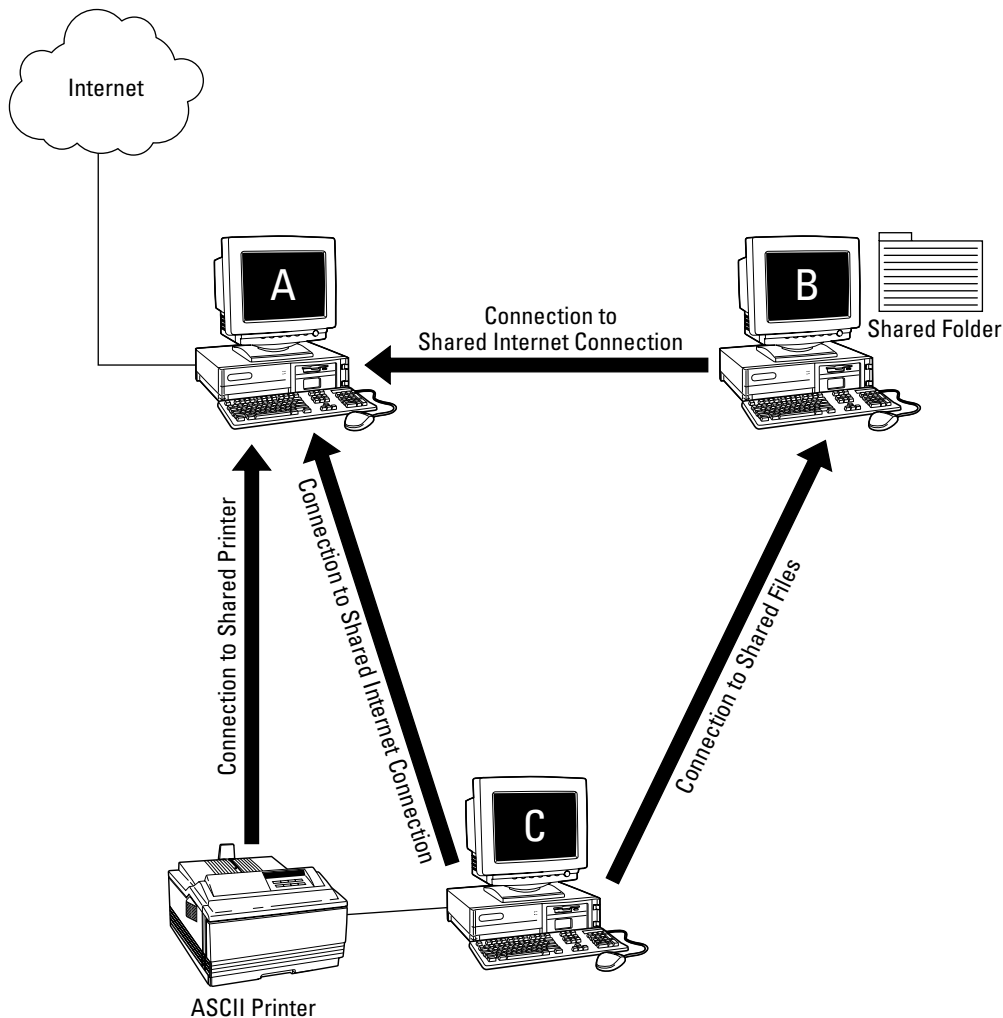 Internet
A
B
Shared Folder
Connection to
Shared Internet Connection
Connection to Shared Printer
Connection to Shared Internet Connection
Connection to Shared Files
C
ASCII Printer